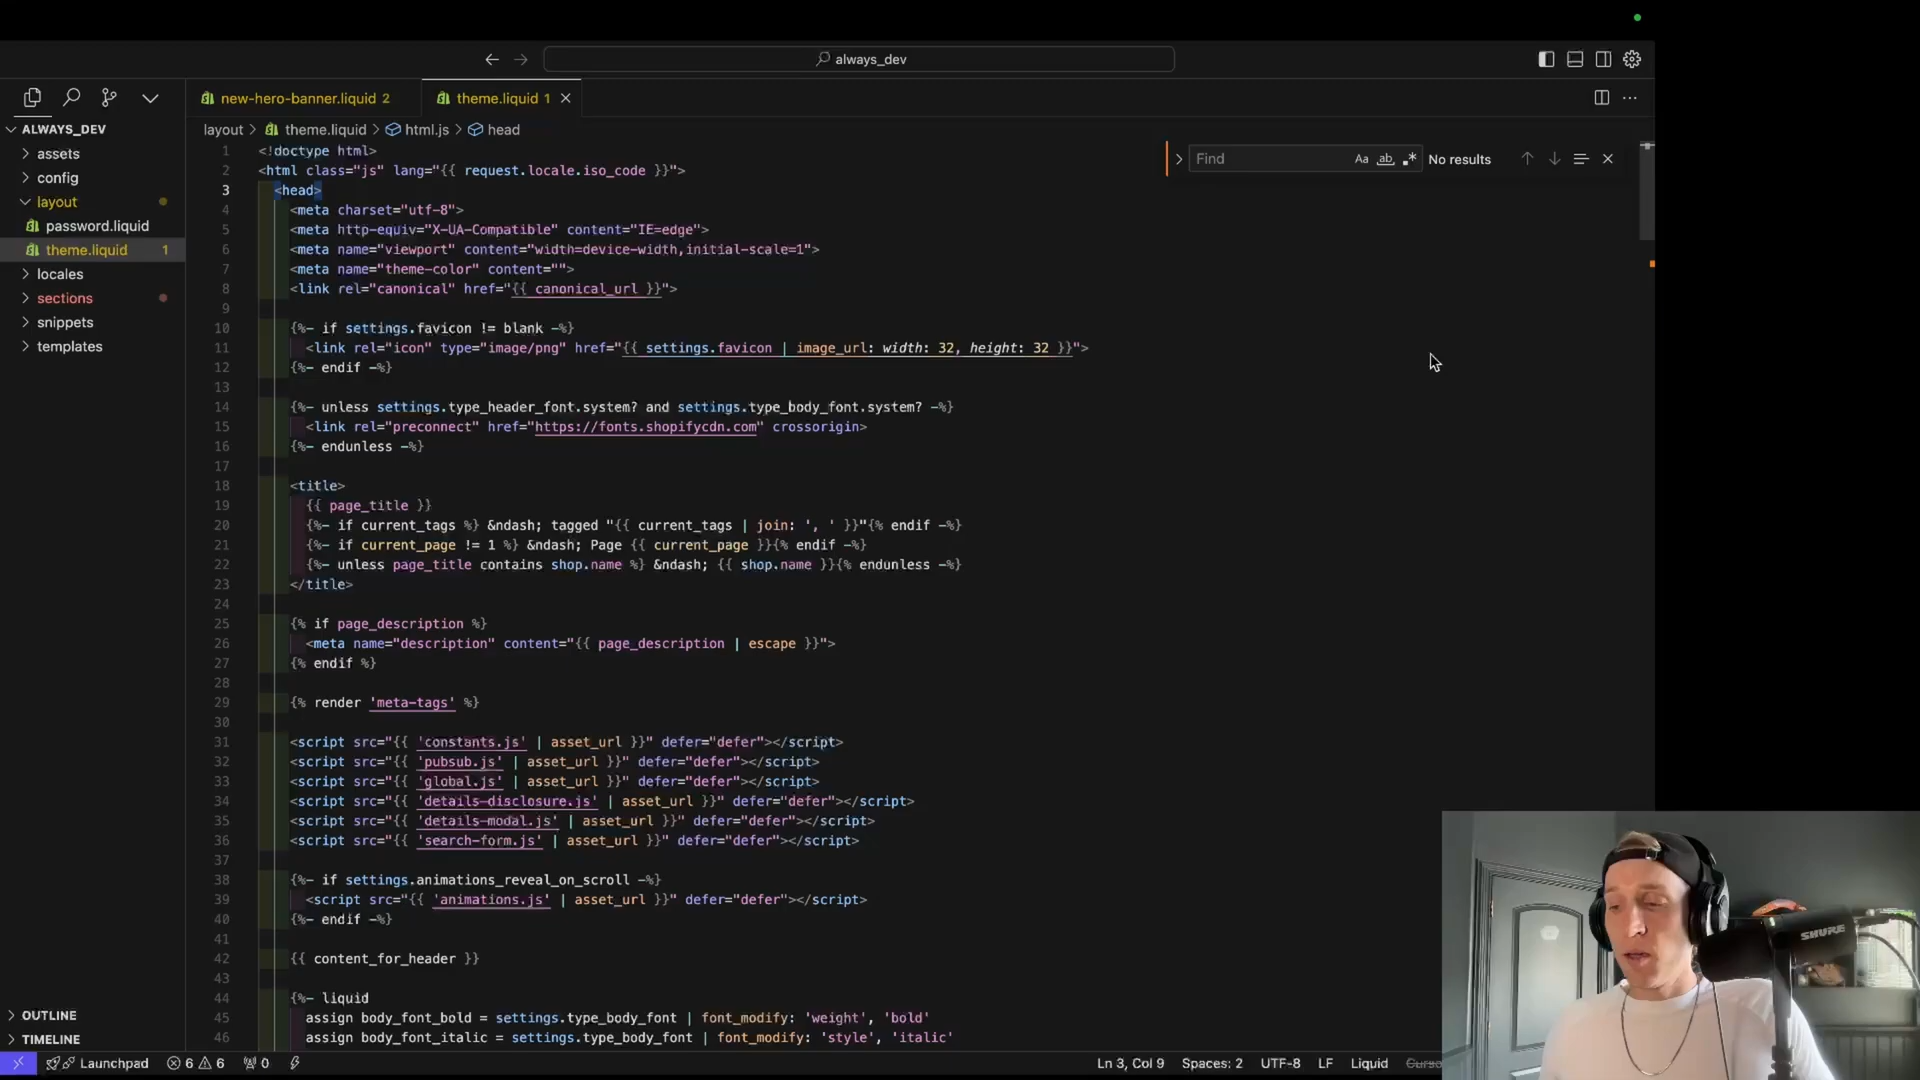 always_dev
new-hero-banner.liquid 2
theme.liquid 1
ALWAYS_DEV
assets
config
layout
password.liquid
theme.liquid 1
locales
sections
snippets
templates
OUTLINE
TIMELINE
layout > theme.liquid > html.js > head
Find
Aa
ab
No results
1 <!doctype html>
2 <html class="js" lang="{{ request.locale.iso_code }}">
3 <head>
4 <meta charset="utf-8">
5 <meta http-equiv="X-UA-Compatible" content="IE=edge">
6 <meta name="viewport" content="width=device-width,initial-scale=1">
7 <meta name="theme-color" content="">
8 <link rel="canonical" href="{{ canonical_url }}">
9
10 {%- if settings.favicon != blank -%}
11 <link rel="icon" type="image/png" href="{{ settings.favicon | image_url: width: 32, height: 32 }}">
12 {%- endif -%}
13
14 {%- unless settings.type_header_font.system? and settings.type_body_font.system? -%}
15 <link rel="preconnect" href="https://fonts.shopifycdn.com" crossorigin>
16 {%- endunless -%}
17
18 <title>
19 {{ page_title }}
20 {%- if current_tags %} &ndash; tagged "{{ current_tags | join: ', ' }}"{% endif -%}
21 {%- if current_page != 1 %} &ndash; Page {{ current_page }}{% endif -%}
22 {%- unless page_title contains shop.name %} &ndash; {{ shop.name }}{% endunless -%}
23 </title>
24
25 {% if page_description %}
26 <meta name="description" content="{{ page_description | escape }}">
27 {% endif %}
28
29 {% render 'meta-tags' %}
30
31 <script src="{{ 'constants.js' | asset_url }}" defer="defer"></script>
32 <script src="{{ 'pubsub.js' | asset_url }}" defer="defer"></script>
33 <script src="{{ 'global.js' | asset_url }}" defer="defer"></script>
34 <script src="{{ 'details-disclosure.js' | asset_url }}" defer="defer"></script>
35 <script src="{{ 'details-modal.js' | asset_url }}" defer="defer"></script>
36 <script src="{{ 'search-form.js' | asset_url }}" defer="defer"></script>
37
38 {%- if settings.animations_reveal_on_scroll -%}
39 <script src="{{ 'animations.js' | asset_url }}" defer="defer"></script>
40 {%- endif -%}
41
42 {{ content_for_header }}
43
44 {%- liquid
45 assign body_font_bold = settings.type_body_font | font_modify: 'weight', 'bold'
46 assign body_font_italic = settings.type_body_font | font_modify: 'style', 'italic'
SHURE
Launchpad
6
6
0
Ln 3, Col 9
Spaces: 2
UTF-8
LF
Liquid